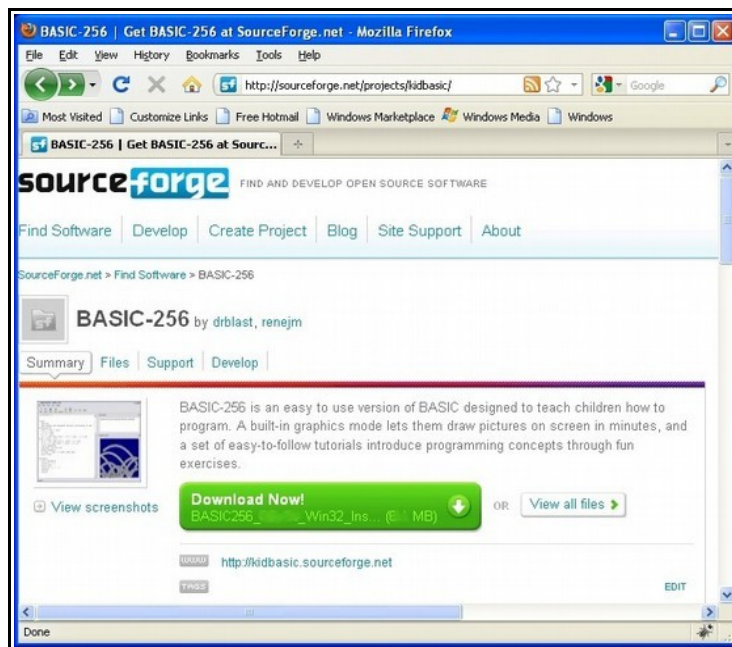 BASIC-256 | Get BASIC-256 at SourceForge.net - Mozilla Firefox
File Edit View History Bookmarks Tools Help
http://sourceforge.net/projects/kidbasic/ Google
Most Visited Customize Links Free Hotmail Windows Marketplace Windows Media Windows
sf BASIC-256 | Get BASIC-256 at Sourc...
sourceforge FIND AND DEVELOP OPEN SOURCE SOFTWARE
Find Software Develop Create Project Blog Site Support About
SourceForge.net > Find Software > BASIC-256
BASIC-256 by drblast, renejm
Summary Files Support Develop
BASIC-256 is an easy to use version of BASIC designed to teach children how to
program. A built-in graphics mode lets them draw pictures on screen in minutes, and
a set of easy-to-follow tutorials introduce programming concepts through fun
exercises.
Download Now!
BASIC256_ _Win32_Ins... ( MB)
OR View all files >
View screenshots
www http://kidbasic.sourceforge.net
TAGS EDIT
Done